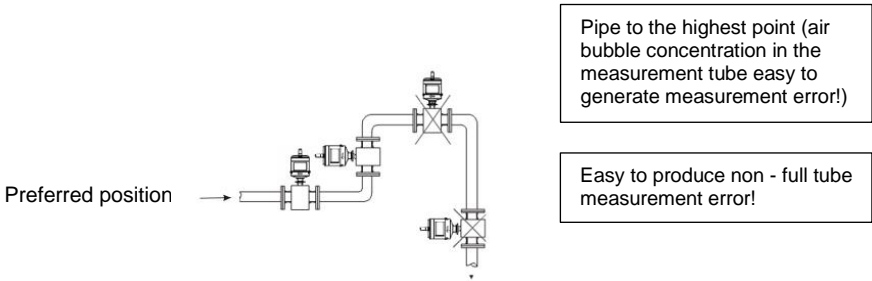 Pipe to the highest point (air
bubble concentration in the
measurement tube easy to
generate measurement error!)
Easy to produce non - full tube
measurement error!
Preferred position